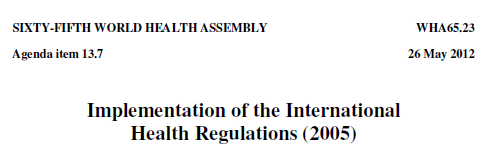 SIXTY-FIFTH WORLD HEALTH ASSEMBLY WHA65.23
Agenda item 13.7 26 May 2012
Implementation of the International
Health Regulations (2005)